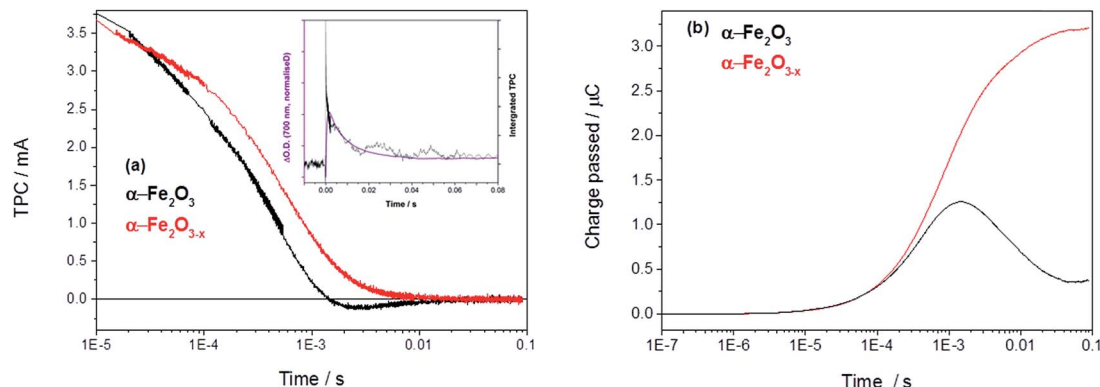 3.5
3.0
2.5
2.0
1.5
1.0
0.5
0.0
TPC / mA
(a)
α–Fe₂O₃
α–Fe₂O₃₋ₓ
1E-5 1E-4 1E-3 0.01 0.1
Time / s
ΔO.D. (700 nm, normaliseD)
Intergrated TPC
0.00 0.02 0.04 0.06 0.08
Time / s
(b)
α–Fe₂O₃
α–Fe₂O₃₋ₓ
3.0
2.5
2.0
1.5
1.0
0.5
0.0
Charge passed / μC
1E-7 1E-6 1E-5 1E-4 1E-3 0.01 0.1
Time / s